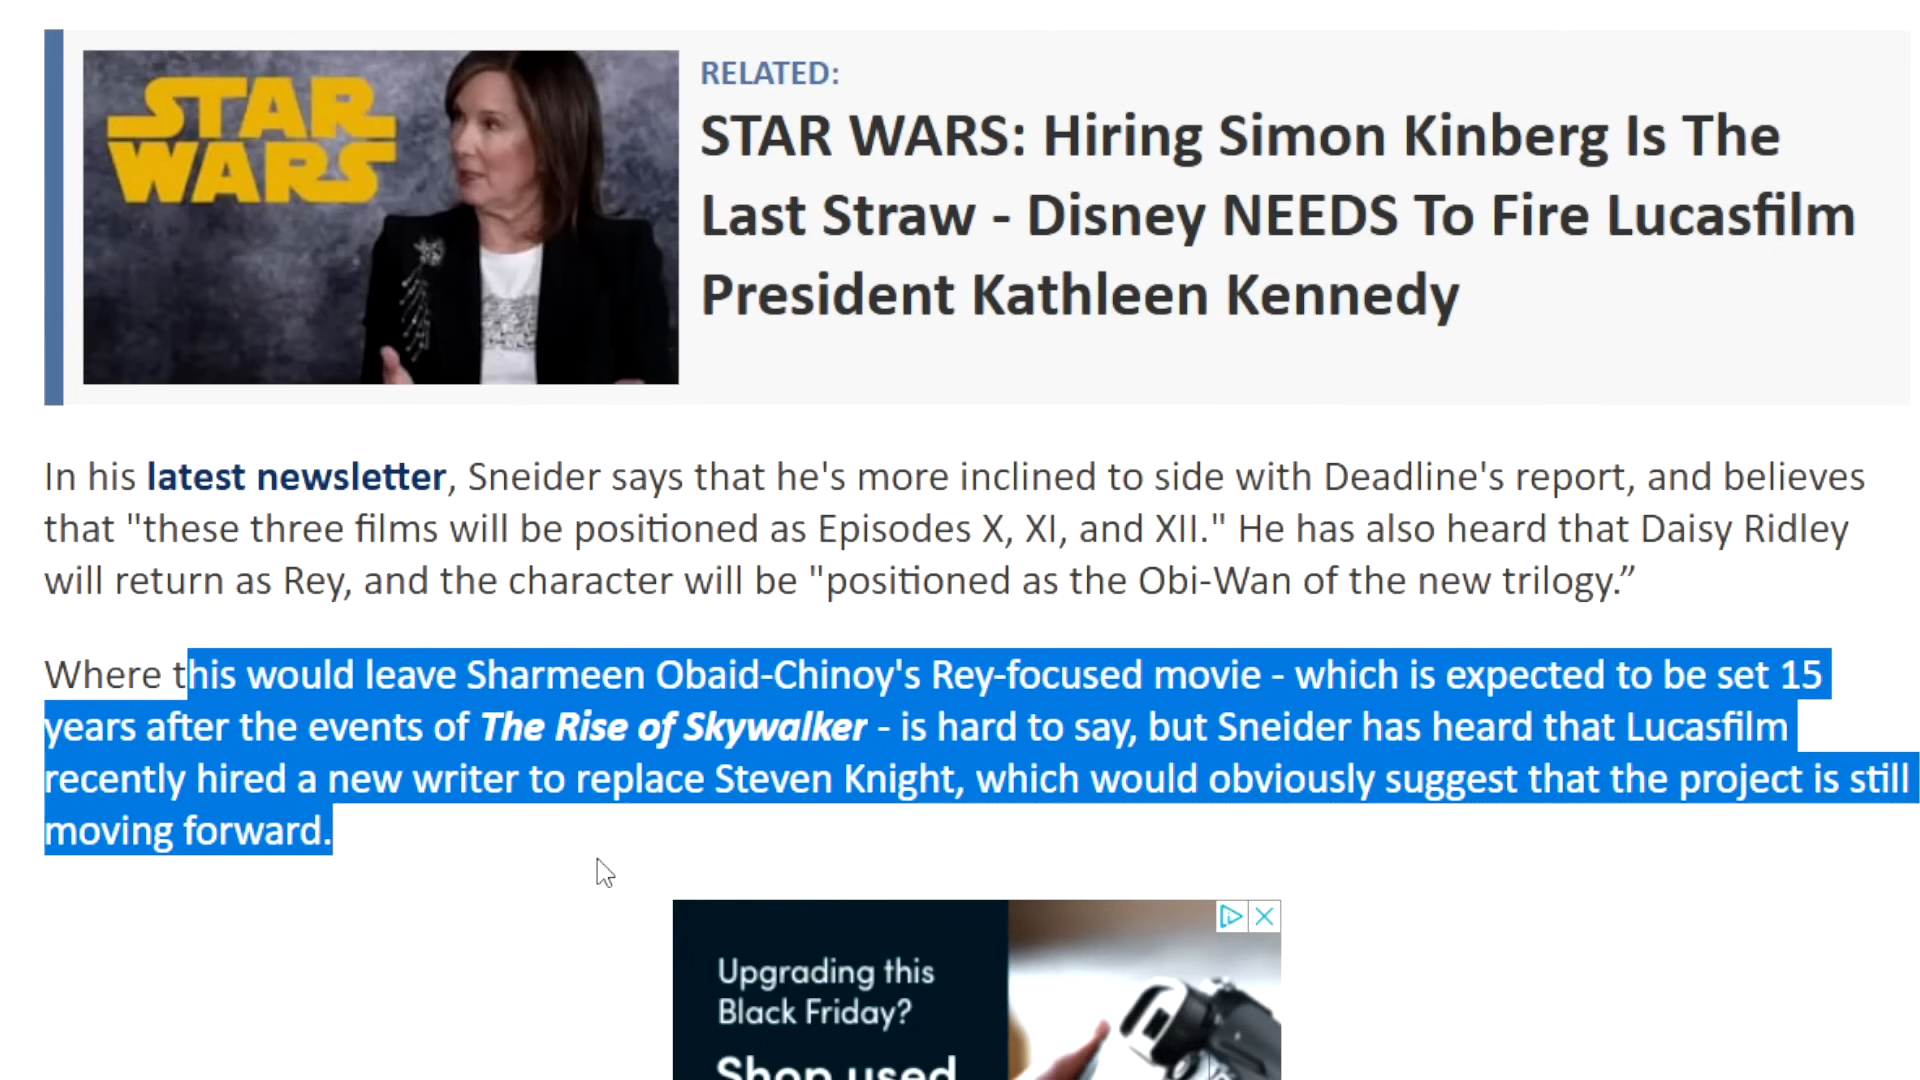 STAR
WARS
RELATED:
STAR WARS: Hiring Simon Kinberg Is The
Last Straw - Disney NEEDS To Fire Lucasfilm
President Kathleen Kennedy
In his latest newsletter, Sneider says that he's more inclined to side with Deadline's report, and believes
that "these three films will be positioned as Episodes X, XI, and XII." He has also heard that Daisy Ridley
will return as Rey, and the character will be "positioned as the Obi-Wan of the new trilogy.”
Where this would leave Sharmeen Obaid-Chinoy's Rey-focused movie - which is expected to be set 15
years after the events of The Rise of Skywalker - is hard to say, but Sneider has heard that Lucasfilm
recently hired a new writer to replace Steven Knight, which would obviously suggest that the project is still
moving forward.
Upgrading this
Black Friday?
Shop used